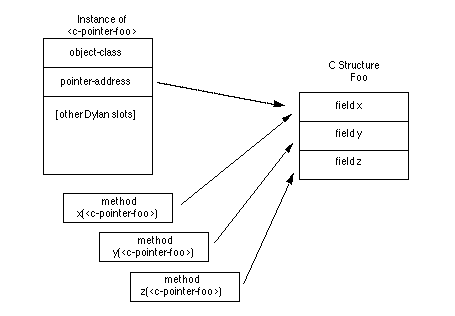 Instance of
<c-pointer-foo>
object-class
pointer-address
[other Dylan slots]
C Structure
Foo
field x
field y
field z
method
x(<c-pointer-foo>)
method
y(<c-pointer-foo>)
method
z(<c-pointer-foo>)